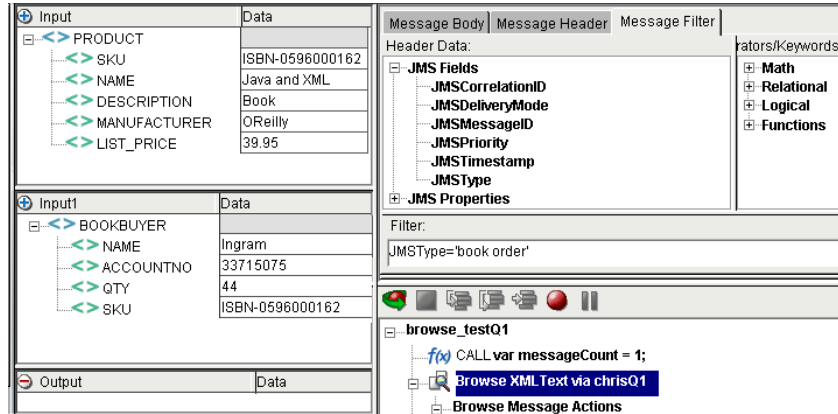 Input Data
PRODUCT
SKU ISBN-0596000162
NAME Java and XML
DESCRIPTION Book
MANUFACTURER OReilly
LIST_PRICE 39.95
Input1 Data
BOOKBUYER
NAME Ingram
ACCOUNTNO 33715075
QTY 44
SKU ISBN-0596000162
Output Data
Message Body Message Header Message Filter
Header Data: rators/Keywords
JMS Fields
JMSCorrelationID
JMSDeliveryMode
JMSMessageID
JMSPriority
JMSTimestamp
JMSType
JMS Properties
Math
Relational
Logical
Functions
Filter:
JMSType='book order'
browse_testQ1
f(x) CALL var messageCount = 1;
Browse XMLText via chrisQ1
Browse Message Actions